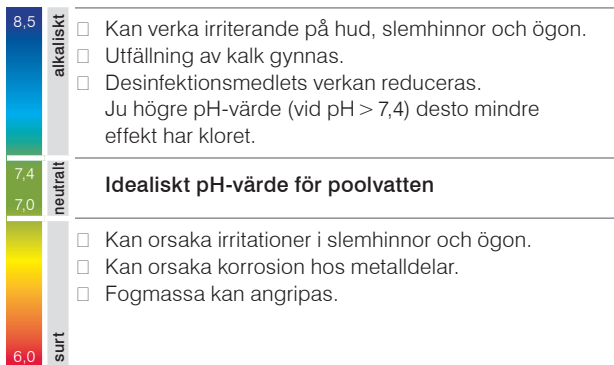 8,5
alkaliskt
□ Kan verka irriterande på hud, slemhinnor och ögon.
□ Utfällning av kalk gynnas.
□ Desinfektionsmedlets verkan reduceras.
Ju högre pH-värde (vid pH > 7,4) desto mindre
effekt har kloret.
7,4
7,0
neutralt
Idealiskt pH-värde för poolvatten
□ Kan orsaka irritationer i slemhinnor och ögon.
□ Kan orsaka korrosion hos metalldelar.
□ Fogmassa kan angripas.
6,0
surt